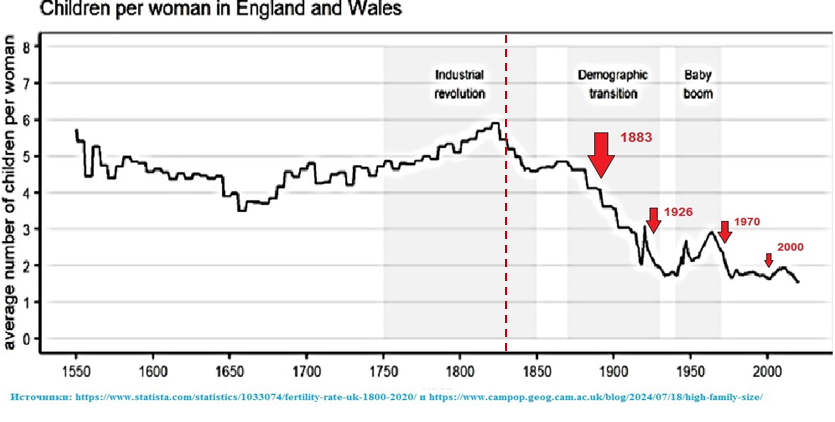 Children per woman in England and Wales
average number of children per woman
8
7
6
5
4
3
2
1
0
Industrial
revolution
Demographic
transition
Baby
boom
1883
1926
1970
2000
1550
1600
1650
1700
1750
1800
1850
1900
1950
2000
Источники: https://www.statista.com/statistics/1033074/fertility-rate-uk-1800-2020/ и https://www.campop.geog.cam.ac.uk/blog/2024/07/18/high-family-size/